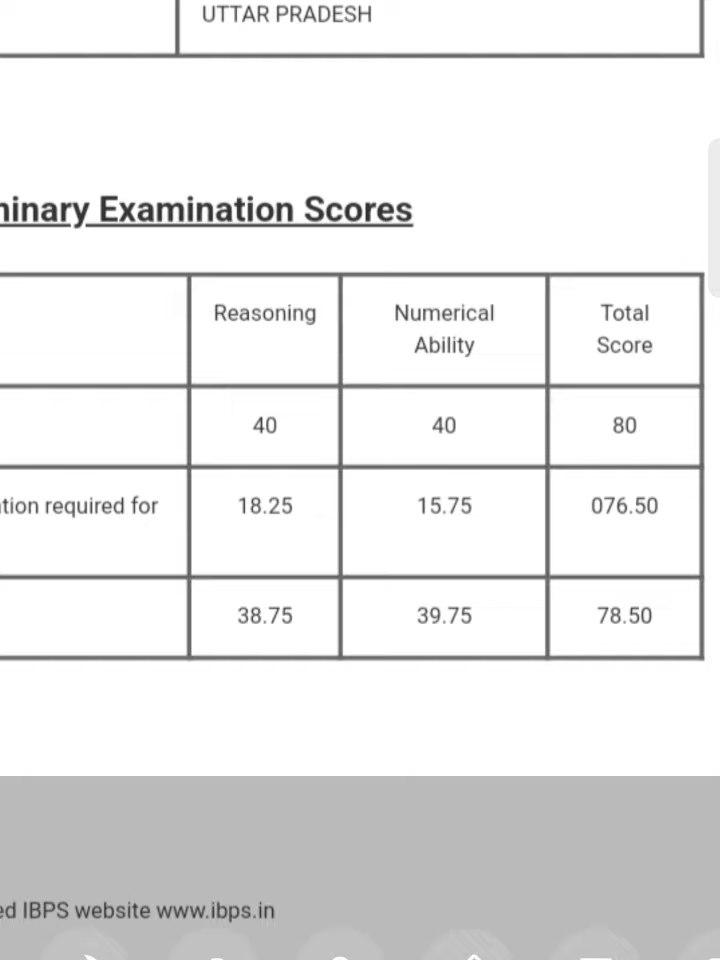 UTTAR PRADESH
ninary Examination Scores
Reasoning
Numerical
Ability
Total
Score
40
40
80
tion required for
18.25
15.75
076.50
38.75
39.75
78.50
ed IBPS website www.ibps.in